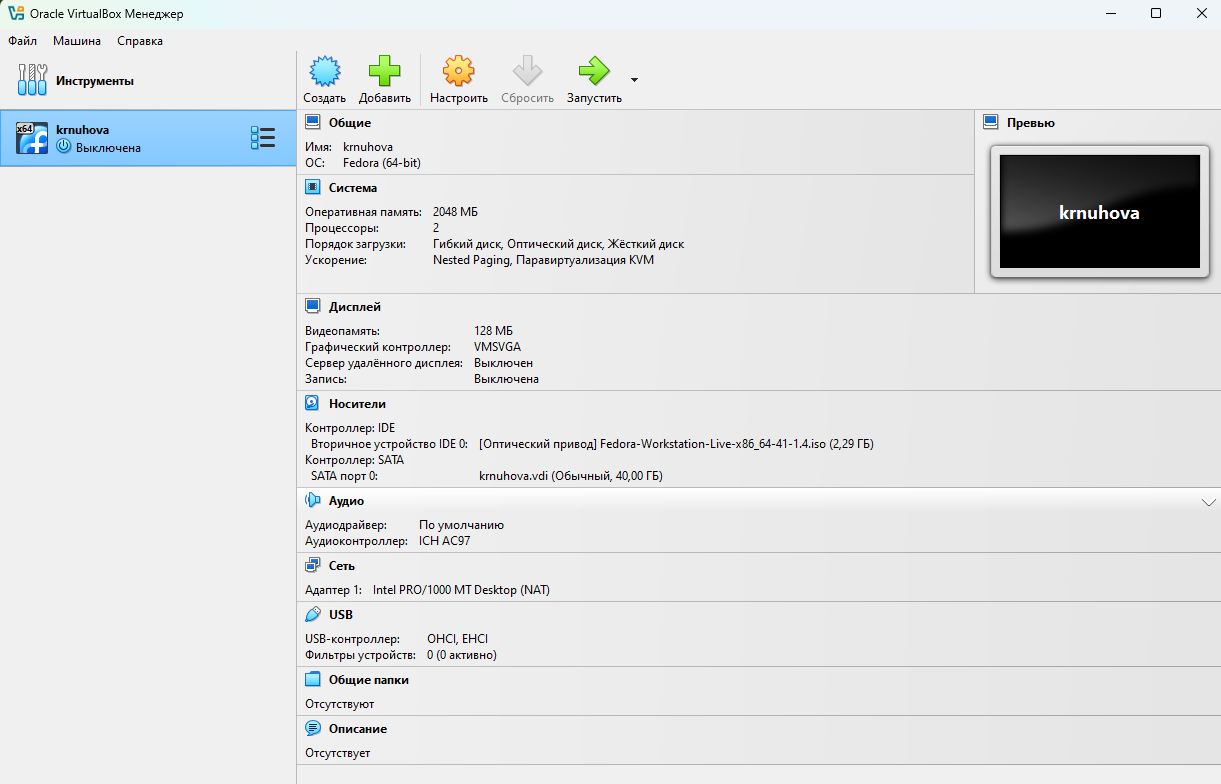 Oracle VirtualBox Менеджер
Файл Машина Справка
Инструменты
Создать Добавить Настроить Сбросить Запустить
x64
krnuhova
Выключена
Общие
Имя: krnuhova
ОС: Fedora (64-bit)
Превью
krnuhova
Система
Оперативная память: 2048 МБ
Процессоры: 2
Порядок загрузки: Гибкий диск, Оптический диск, Жёсткий диск
Ускорение: Nested Paging, Паравиртуализация KVM
Дисплей
Видеопамять: 128 МБ
Графический контроллер: VMSVGA
Сервер удалённого дисплея: Выключен
Запись: Выключена
Носители
Контроллер: IDE
Вторичное устройство IDE 0: [Оптический привод] Fedora-Workstation-Live-x86_64-41-1.4.iso (2,29 ГБ)
Контроллер: SATA
SATA порт 0: krnuhova.vdi (Обычный, 40,00 ГБ)
Аудио
Аудиодрайвер: По умолчанию
Аудиоконтроллер: ICH AC97
Сеть
Адаптер 1: Intel PRO/1000 MT Desktop (NAT)
USB
USB-контроллер: OHCI, EHCI
Фильтры устройств: 0 (0 активно)
Общие папки
Отсутствуют
Описание
Отсутствует